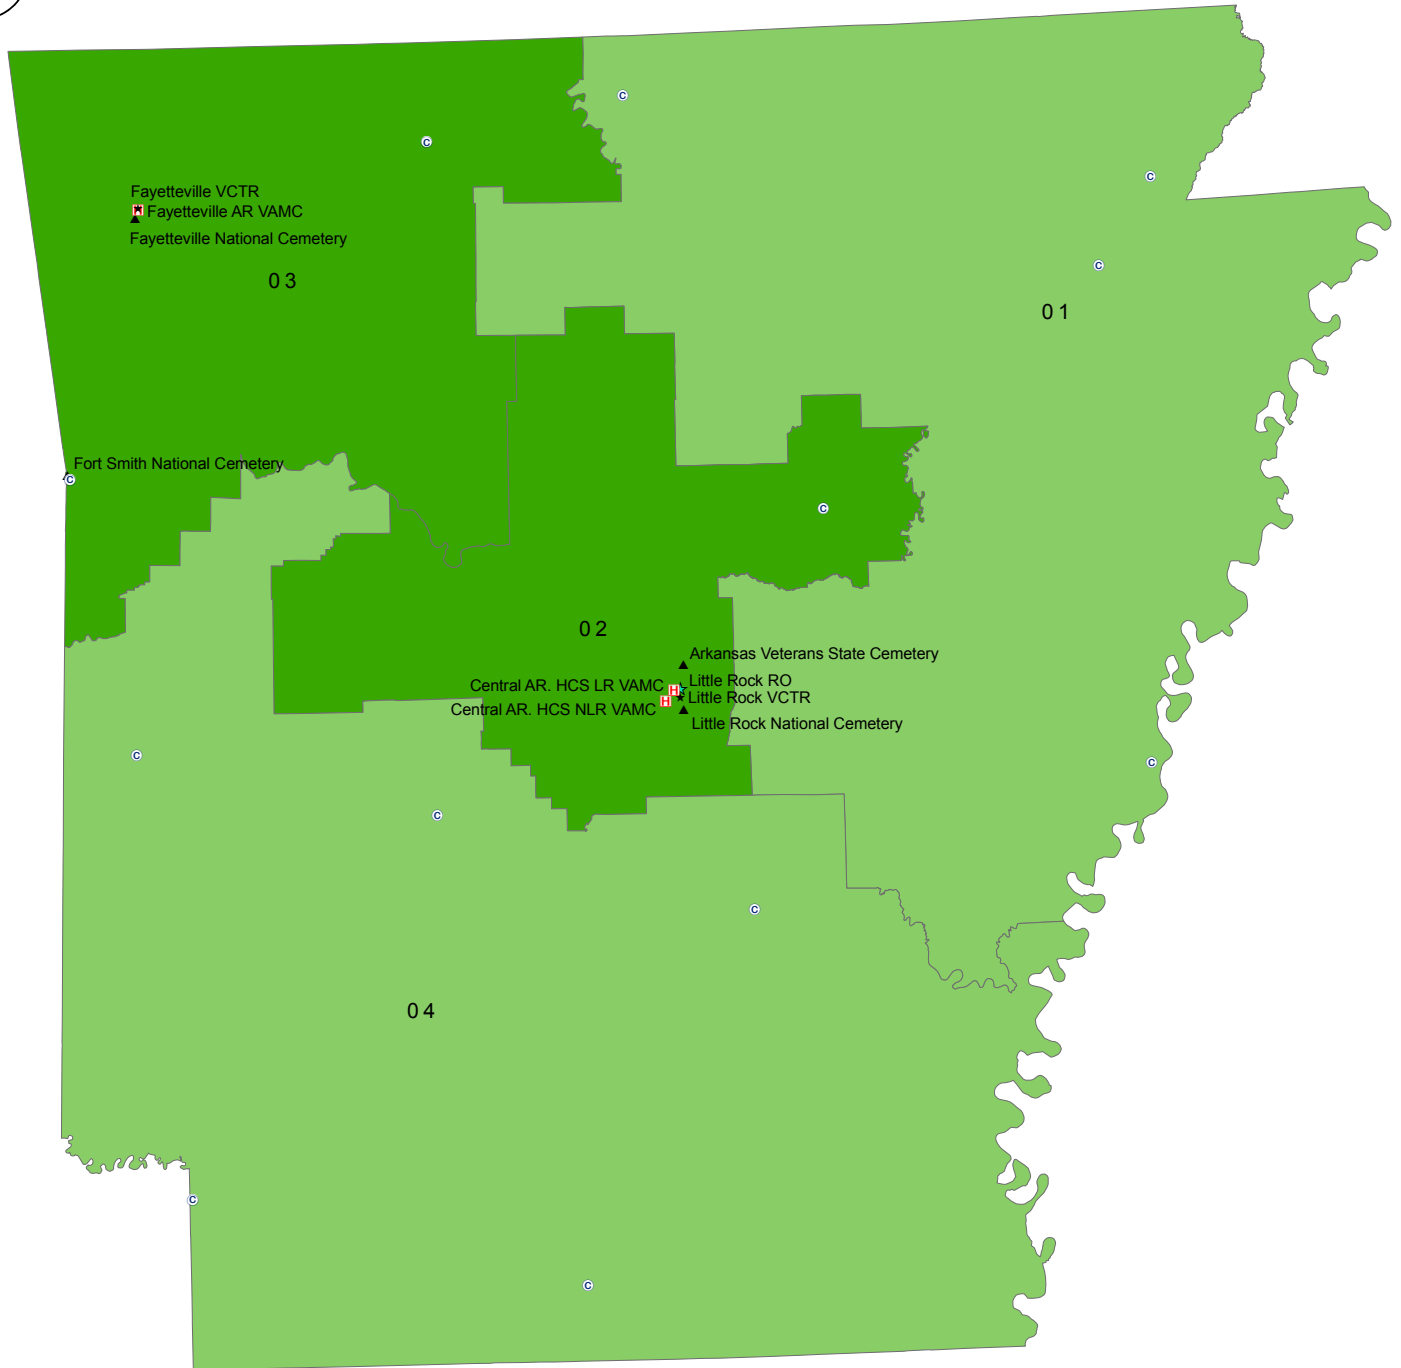 C
C
C
Fayetteville VCTR
H Fayetteville AR VAMC
Fayetteville National Cemetery
C
03
01
Fort Smith National Cemetery
C
C
02
Arkansas Veterans State Cemetery
Central AR. HCS LR VAMC H Little Rock RO
Little Rock VCTR
Central AR. HCS NLR VAMC H
Little Rock National Cemetery
C
C
C
C
04
C
C